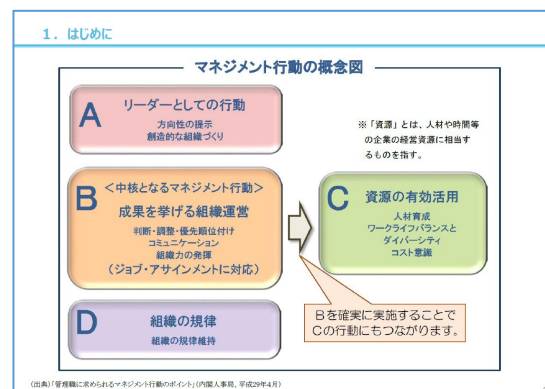 1．はじめに
マネジメント行動の概念図
A
リーダーとしての行動
方向性の提示
創造的な組織づくり
※「資源」とは、人材や時間等
の企業の経営資源に相当す
るものを指す。
B
＜中核となるマネジメント行動＞
成果を挙げる組織運営
判断・調整・優先順位付け
コミュニケーション
組織力の発揮
（ジョブ・アサインメントに対応）
C
資源の有効活用
人材育成
ワークライフバランスと
ダイバーシティ
コスト意識
Bを確実に実施することで
Cの行動にもつながります。
D
組織の規律
組織の規律維持
（出典）「管理職に求められるマネジメント行動のポイント」（内閣人事局、平成29年4月）